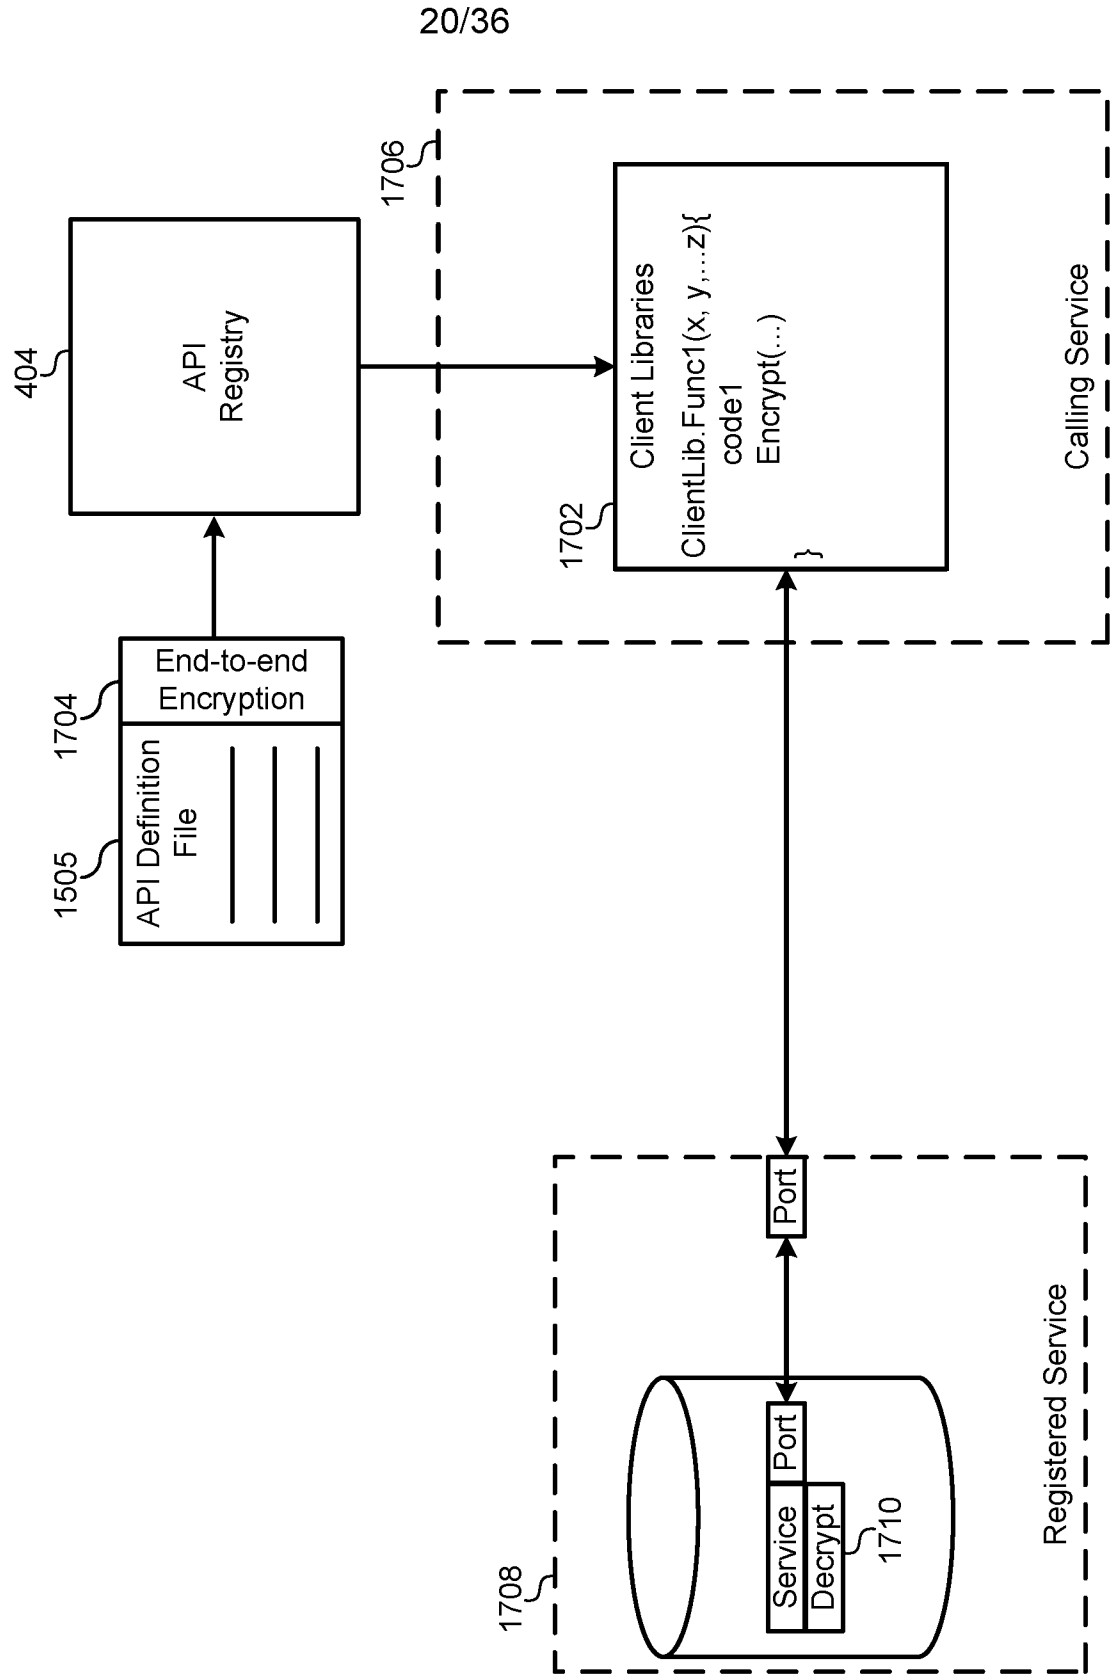 20/36
404
API
Registry
1704
End-to-end
Encryption
1505
API Definition
File
1706
1702
Client Libraries
ClientLib.Func1(x, y,...z){
code1
Encrypt(...)
}
Calling Service
1708
Port
Port
Service
Decrypt
1710
Registered Service